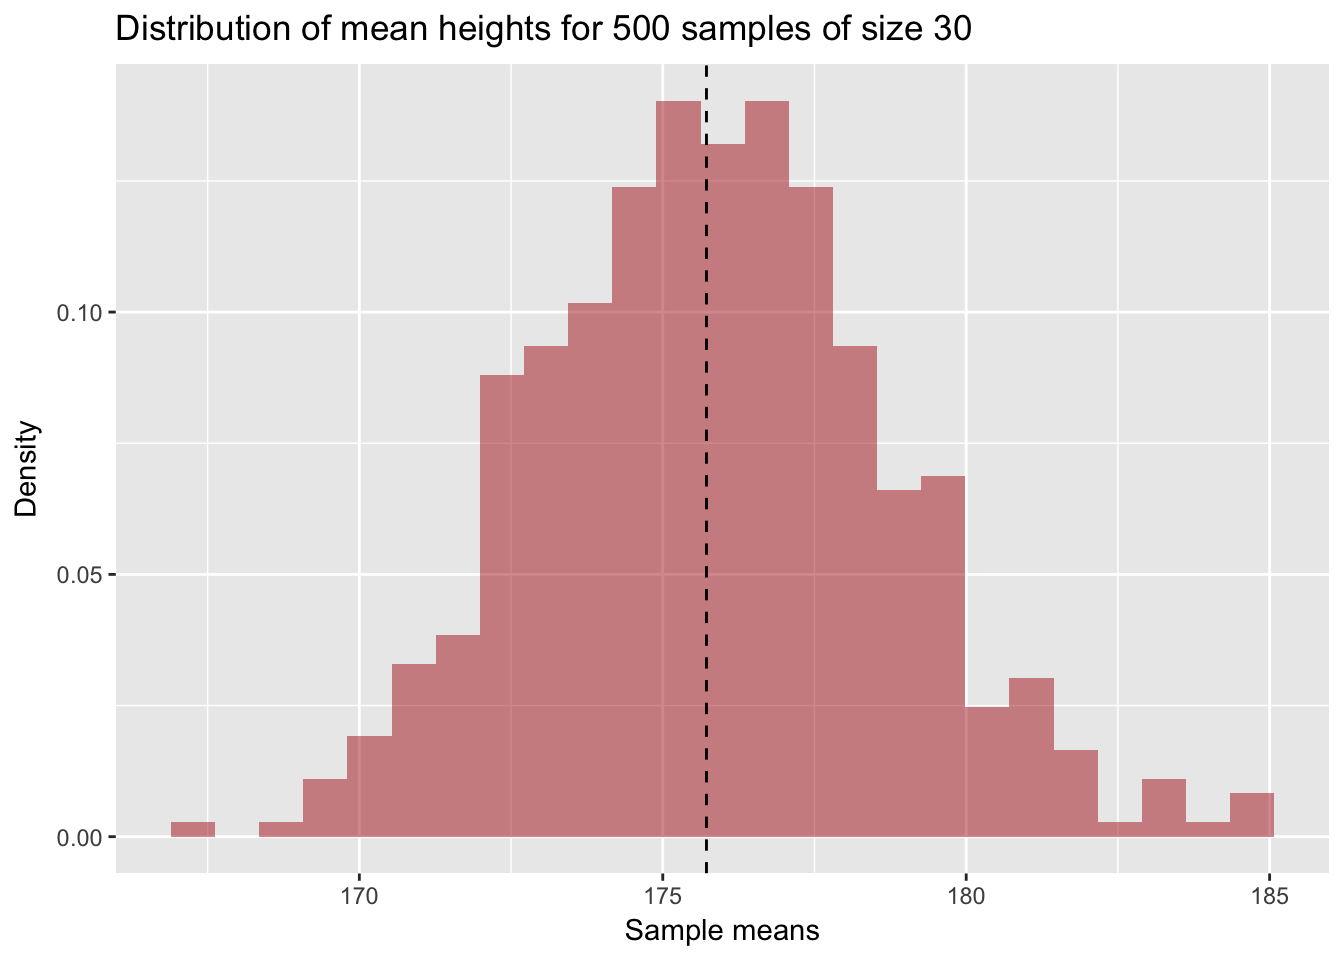 Distribution of mean heights for 500 samples of size 30
Density
0.10
0.05
0.00
170 175 180 185
Sample means